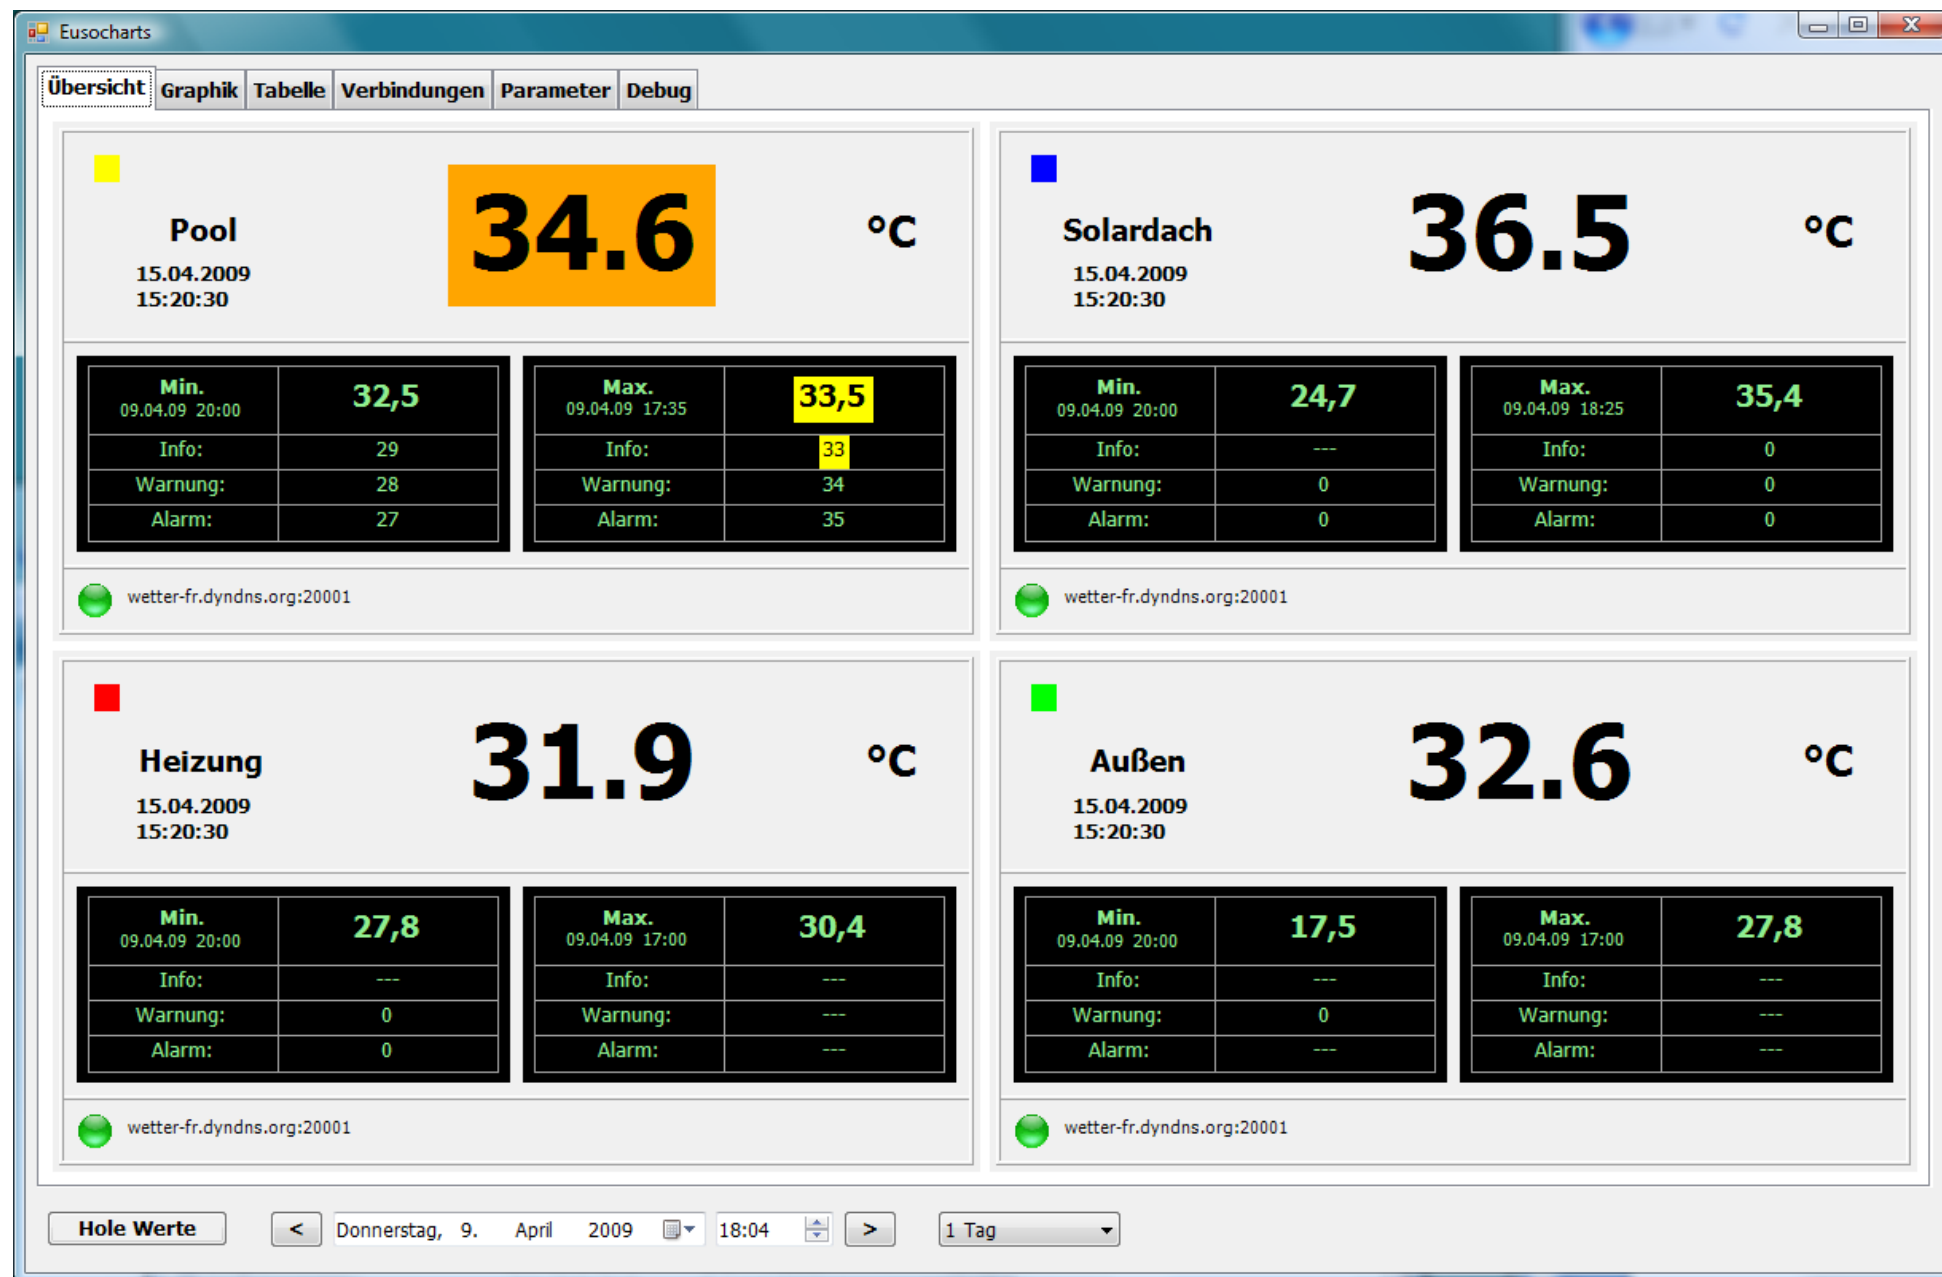 Eusocharts
Übersicht Graphik Tabelle Verbindungen Parameter Debug
Pool 34.6 °C
15.04.2009
15:20:30
Min. 32,5
09.04.09 20:00
Info: 29
Warnung: 28
Alarm: 27
Max. 33,5
09.04.09 17:35
Info: 33
Warnung: 34
Alarm: 35
wetter-fr.dyndns.org:20001
Solardach 36.5 °C
15.04.2009
15:20:30
Min. 24,7
09.04.09 20:00
Info: ---
Warnung: 0
Alarm: 0
Max. 35,4
09.04.09 18:25
Info: 0
Warnung: 0
Alarm: 0
wetter-fr.dyndns.org:20001
Heizung 31.9 °C
15.04.2009
15:20:30
Min. 27,8
09.04.09 20:00
Info: ---
Warnung: 0
Alarm: 0
Max. 30,4
09.04.09 17:00
Info: ---
Warnung: ---
Alarm: ---
wetter-fr.dyndns.org:20001
Außen 32.6 °C
15.04.2009
15:20:30
Min. 17,5
09.04.09 20:00
Info: ---
Warnung: 0
Alarm: ---
Max. 27,8
09.04.09 17:00
Info: ---
Warnung: ---
Alarm: ---
wetter-fr.dyndns.org:20001
Hole Werte < Donnerstag, 9. April 2009 18:04 > 1 Tag